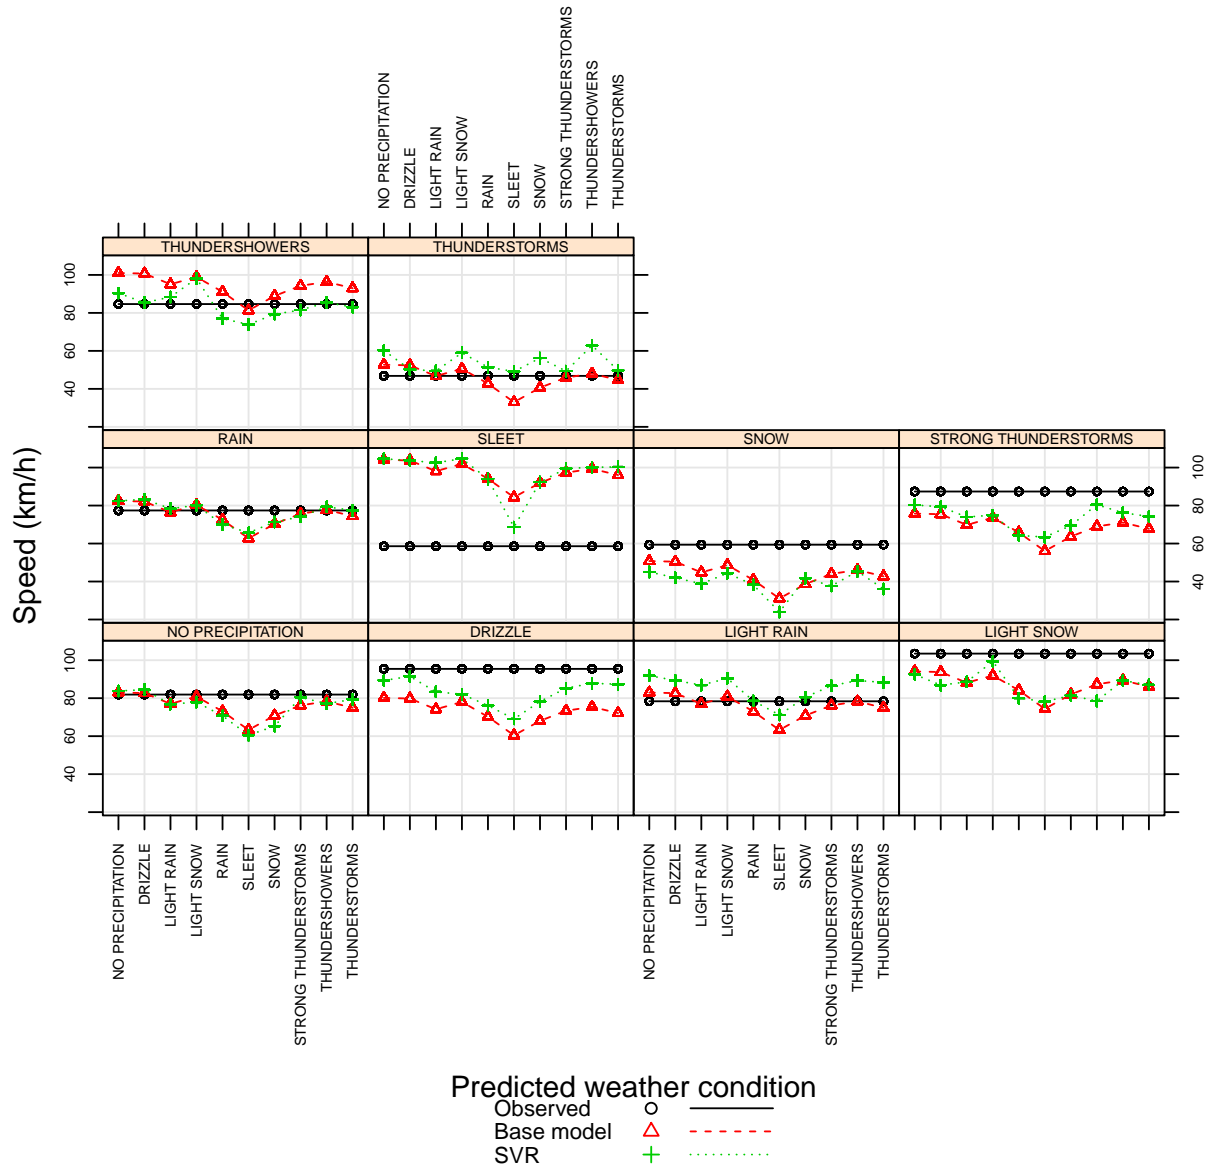 NO PRECIPITATION
DRIZZLE
LIGHT RAIN
LIGHT SNOW
RAIN
SLEET
SNOW
STRONG THUNDERSTORMS
THUNDERSHOWERS
THUNDERSTORMS
THUNDERSHOWERS THUNDERSTORMS
100
80
60
40
RAIN SLEET SNOW STRONG THUNDERSTORMS
100
80
60
40
Speed (km/h)
NO PRECIPITATION DRIZZLE LIGHT RAIN LIGHT SNOW
100
80
60
40
NO PRECIPITATION
DRIZZLE
LIGHT RAIN
LIGHT SNOW
RAIN
SLEET
SNOW
STRONG THUNDERSTORMS
THUNDERSHOWERS
THUNDERSTORMS
NO PRECIPITATION
DRIZZLE
LIGHT RAIN
LIGHT SNOW
RAIN
SLEET
SNOW
STRONG THUNDERSTORMS
THUNDERSHOWERS
THUNDERSTORMS
Predicted weather condition
Observed
Base model
SVR